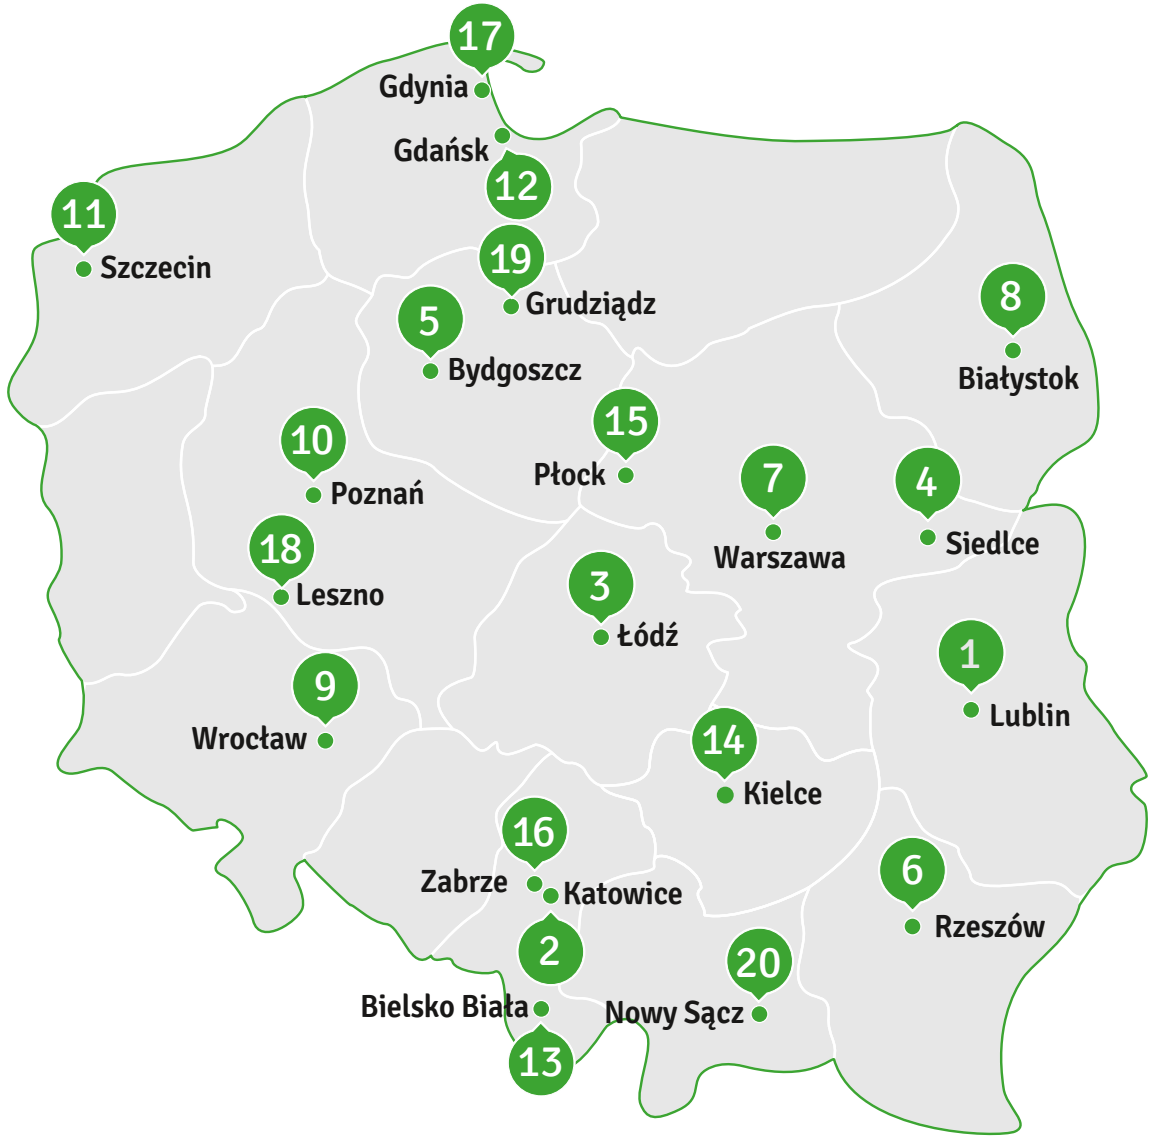 17
Gdynia
Gdańsk
12
11
Szczecin
19
Grudziądz
5
Bydgoszcz
8
Białystok
10
Poznań
15
Płock
7
Warszawa
4
Siedlce
18
Leszno
3
Łódź
1
Lublin
9
Wrocław
14
Kielce
16
Zabrze
Katowice
2
6
Rzeszów
20
Nowy Sącz
Bielsko Biała
13